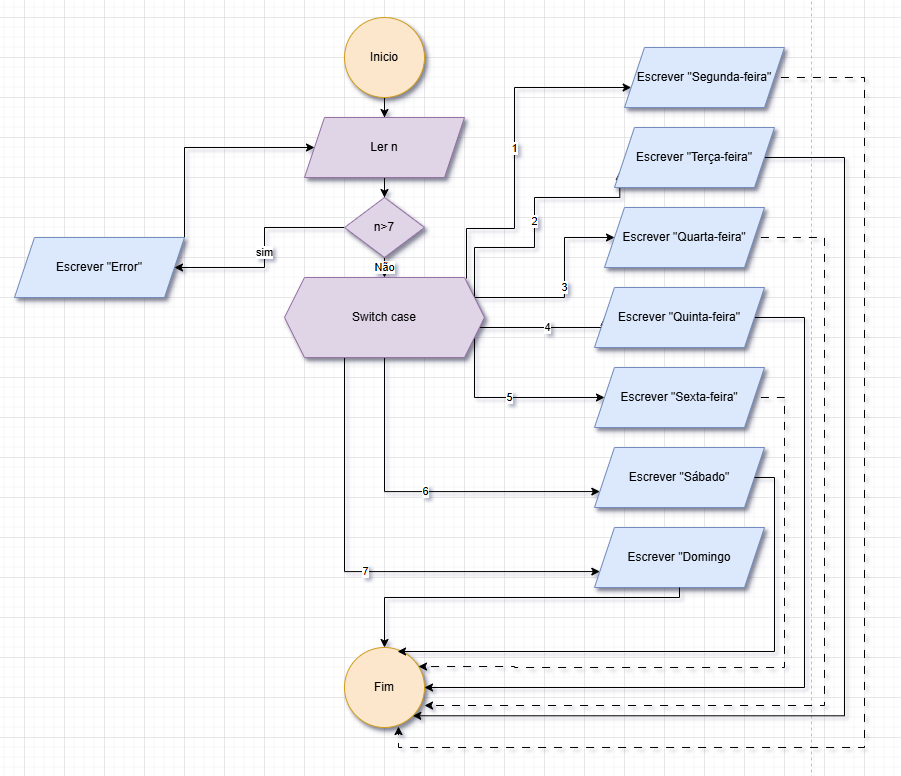 Inicio
Escrever "Segunda-feira"
1
Ler n
Escrever "Terça-feira"
2
n>7
Escrever "Quarta-feira"
sim
Escrever "Error"
Não
3
Switch case
4
Escrever "Quinta-feira"
5
Escrever "Sexta-feira"
6
Escrever "Sábado"
7
Escrever "Domingo
Fim